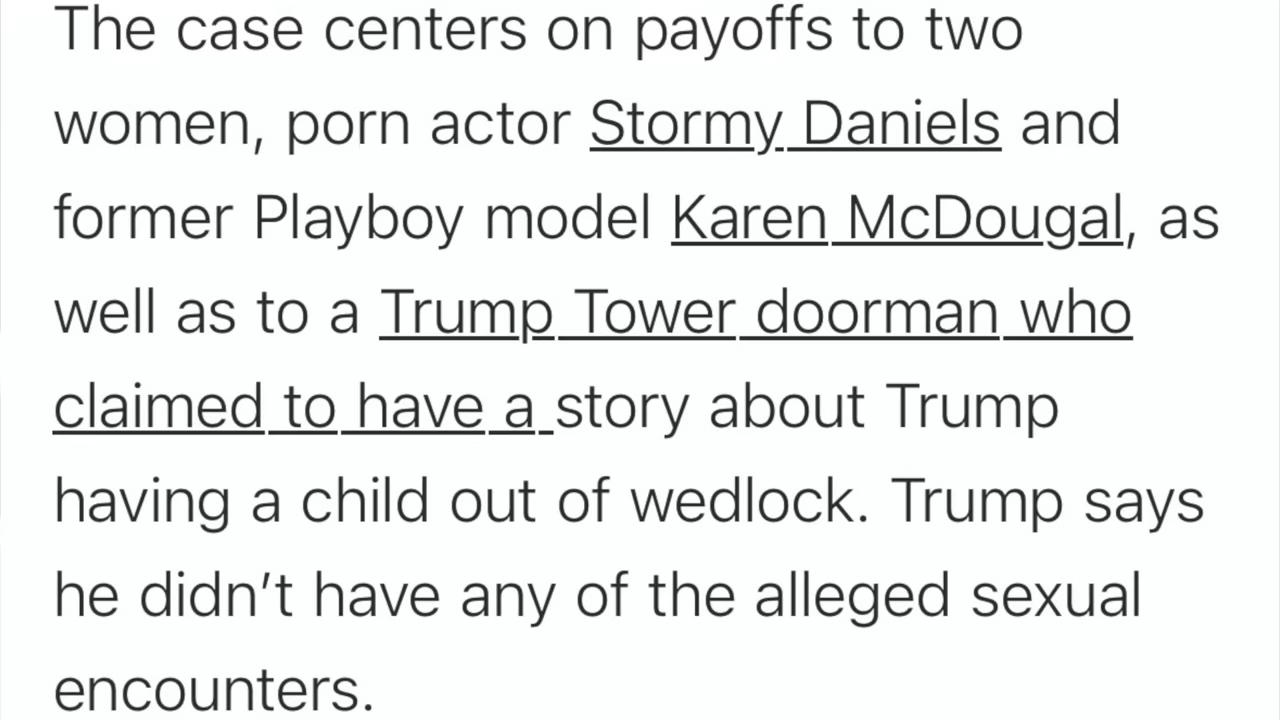 The case centers on payoffs to two
women, porn actor Stormy Daniels and
former Playboy model Karen McDougal, as
well as to a Trump Tower doorman who
claimed to have a story about Trump
having a child out of wedlock. Trump says
he didn’t have any of the alleged sexual
encounters.